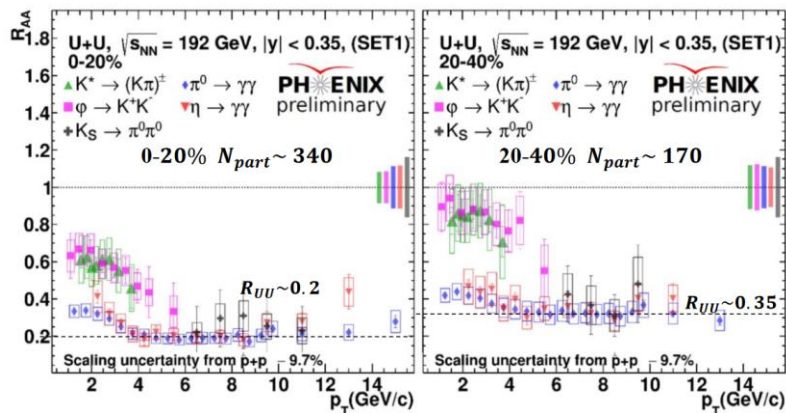 R_AA
1.8
1.6
1.4
1.2
1
0.8
0.6
0.4
0.2
U+U, √s_NN = 192 GeV, |y| < 0.35, (SET1)
0-20%
K* → (Kπ)±
π⁰ → γγ
φ → K⁺K⁻
η → γγ
K_S → π⁰π⁰
PHENIX
preliminary
0-20% N_part~ 340
R_UU~0.2
Scaling uncertainty from p+p – 9.7%
2 4 6 8 10 12 14
p_T(GeV/c)
U+U, √s_NN = 192 GeV, |y| < 0.35, (SET1)
20-40%
K* → (Kπ)±
π⁰ → γγ
φ → K⁺K⁻
η → γγ
K_S → π⁰π⁰
PHENIX
preliminary
20-40% N_part~ 170
R_UU~0.35
Scaling uncertainty from p+p – 9.7%
2 4 6 8 10 12 14
p_T(GeV/c)